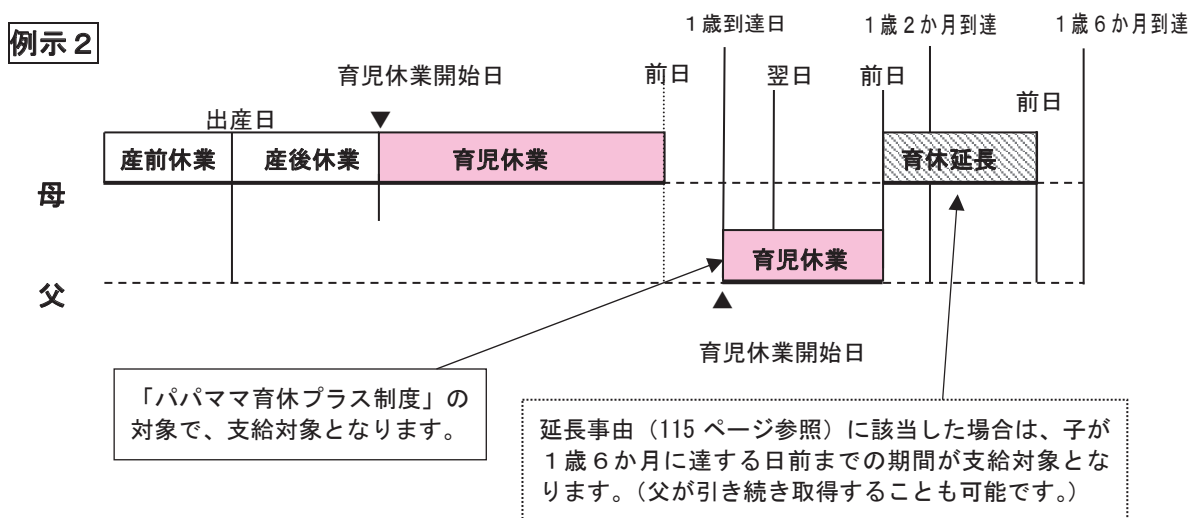 例示２
１歳到達日
１歳２か月到達
１歳６か月到達
育児休業開始日
前日
翌日
前日
前日
出産日
▼
産前休業
産後休業
育児休業
育休延長
母
育児休業
父
▲
育児休業開始日
「パパママ育休プラス制度」の
対象で、支給対象となります。
延長事由（115 ページ参照）に該当した場合は、子が
１歳６か月に達する日前までの期間が支給対象とな
ります。（父が引き続き取得することも可能です。）